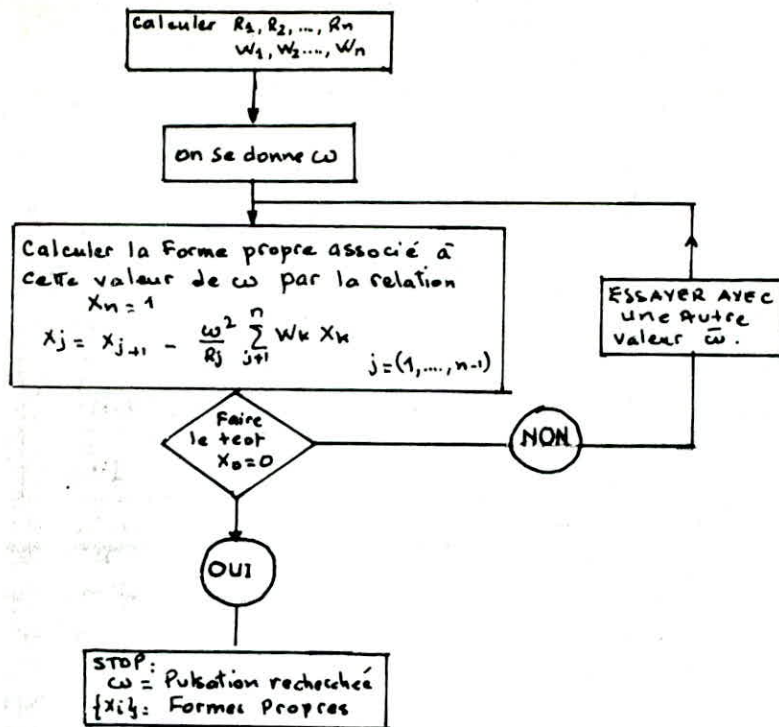 Calculer R₁, R₂, ..., Rn
W₁, W₂...., Wn
on se donne ω
Calculer la Forme propre associé à
cette valeur de ω par la relation
Xn = 1
Xj = Xj+1 - ω²/Rj ∑ⁿj+1 Wk Xk
j=(1,....,n-1)
ESSAYER AVEC
une Autre
valeur ω̄.
Faire
le test
X₀=0
NON
OUI
STOP:
ω = Pulsation recherchée
{xi}: Formes Propres